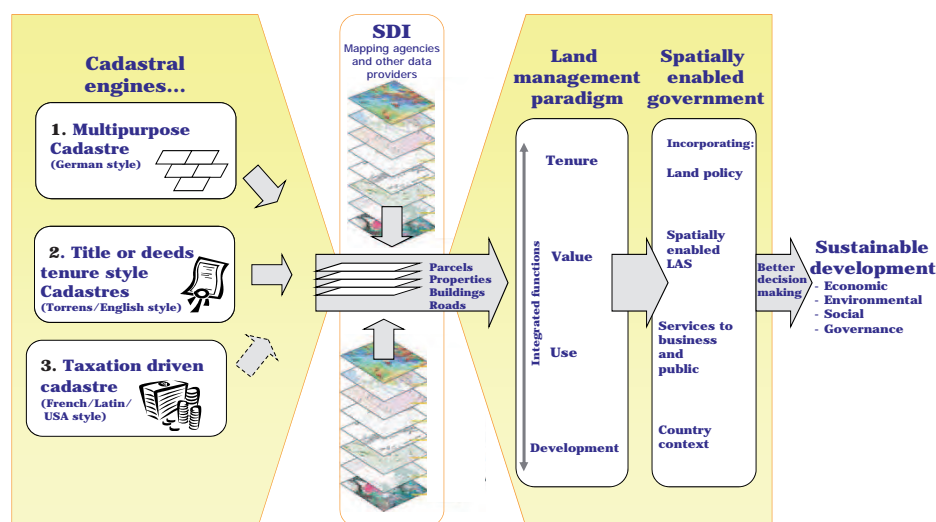 Cadastral
engines...
1. Multipurpose
Cadastre
(German style)
2. Title or deeds
tenure style
Cadastres
(Torrens/English style)
3. Taxation driven
cadastre
(French/Latin/
USA style)
SDI
Mapping agencies
and other data
providers
Parcels
Properties
Buildings
Roads
Land
management
paradigm
Integrated functions
Tenure
Value
Use
Development
Spatially
enabled
government
Incorporating:
Land policy
Spatially
enabled
LAS
Services to
business
and
public
Country
context
Better
decision
making
Sustainable
development
- Economic
- Environmental
- Social
- Governance